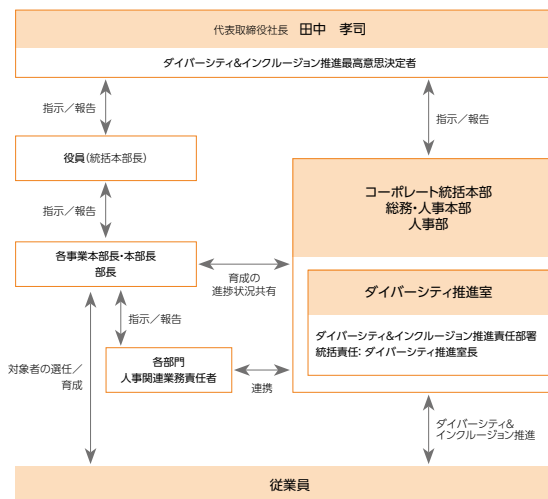 代表取締役社長 田中 孝司
ダイバーシティ&インクルージョン推進最高意思決定者
指示／報告
指示／報告
役員(統括本部長)
指示／報告
コーポレート統括本部
総務・人事本部
人事部
各事業本部長・本部長
部長
育成の
進捗状況共有
ダイバーシティ推進室
ダイバーシティ&インクルージョン推進責任部署
統括責任: ダイバーシティ推進室長
指示／報告
対象者の選任／
育成
各部門
人事関連業務責任者
連携
ダイバーシティ&
インクルージョン推進
従業員